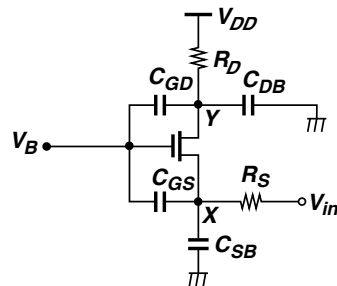 V_DD
R_D
C_GD
C_DB
Y
V_B
C_GS
R_S
X
V_in
C_SB